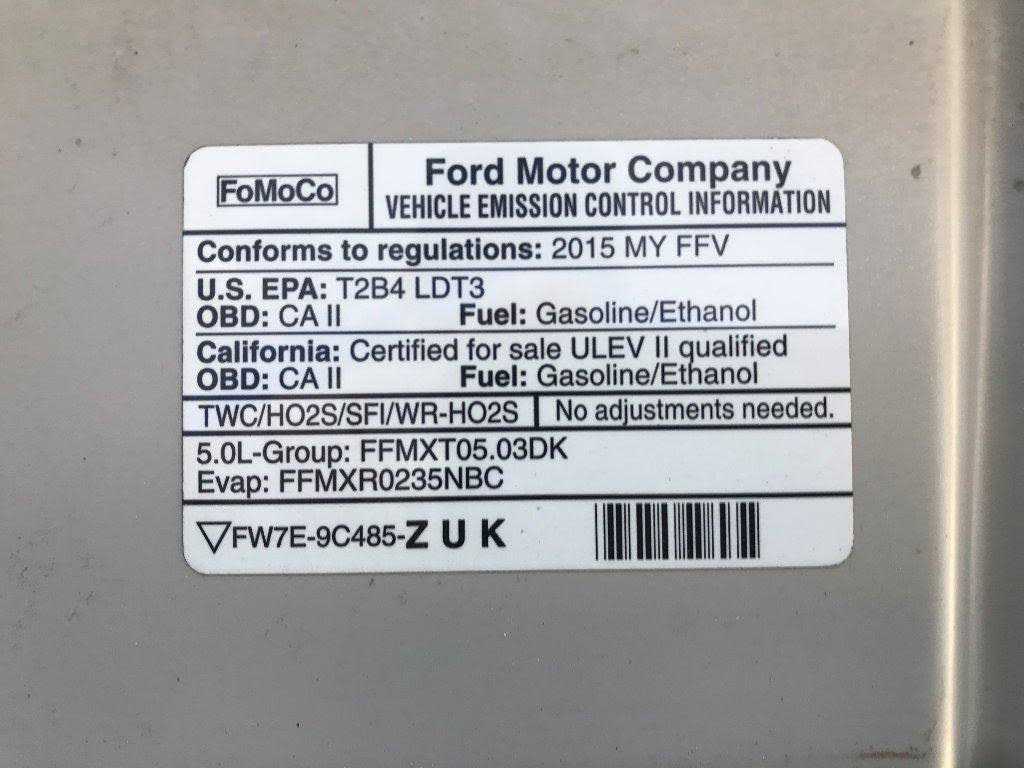 FoMoCo
Ford Motor Company
VEHICLE EMISSION CONTROL INFORMATION
Conforms to regulations: 2015 MY FFV
U.S. EPA: T2B4 LDT3
OBD: CA II Fuel: Gasoline/Ethanol
California: Certified for sale ULEV II qualified
OBD: CA II Fuel: Gasoline/Ethanol
TWC/HO2S/SFI/WR-HO2S No adjustments needed.
5.0L-Group: FFMXT05.03DK
Evap: FFMXR0235NBC
▽FW7E-9C485-Z U K